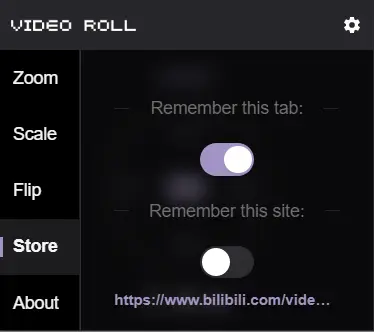 VIDEO ROLL
Zoom
Scale
Flip
Store
About
Remember this tab:
Remember this site:
https://www.bilibili.com/vide...